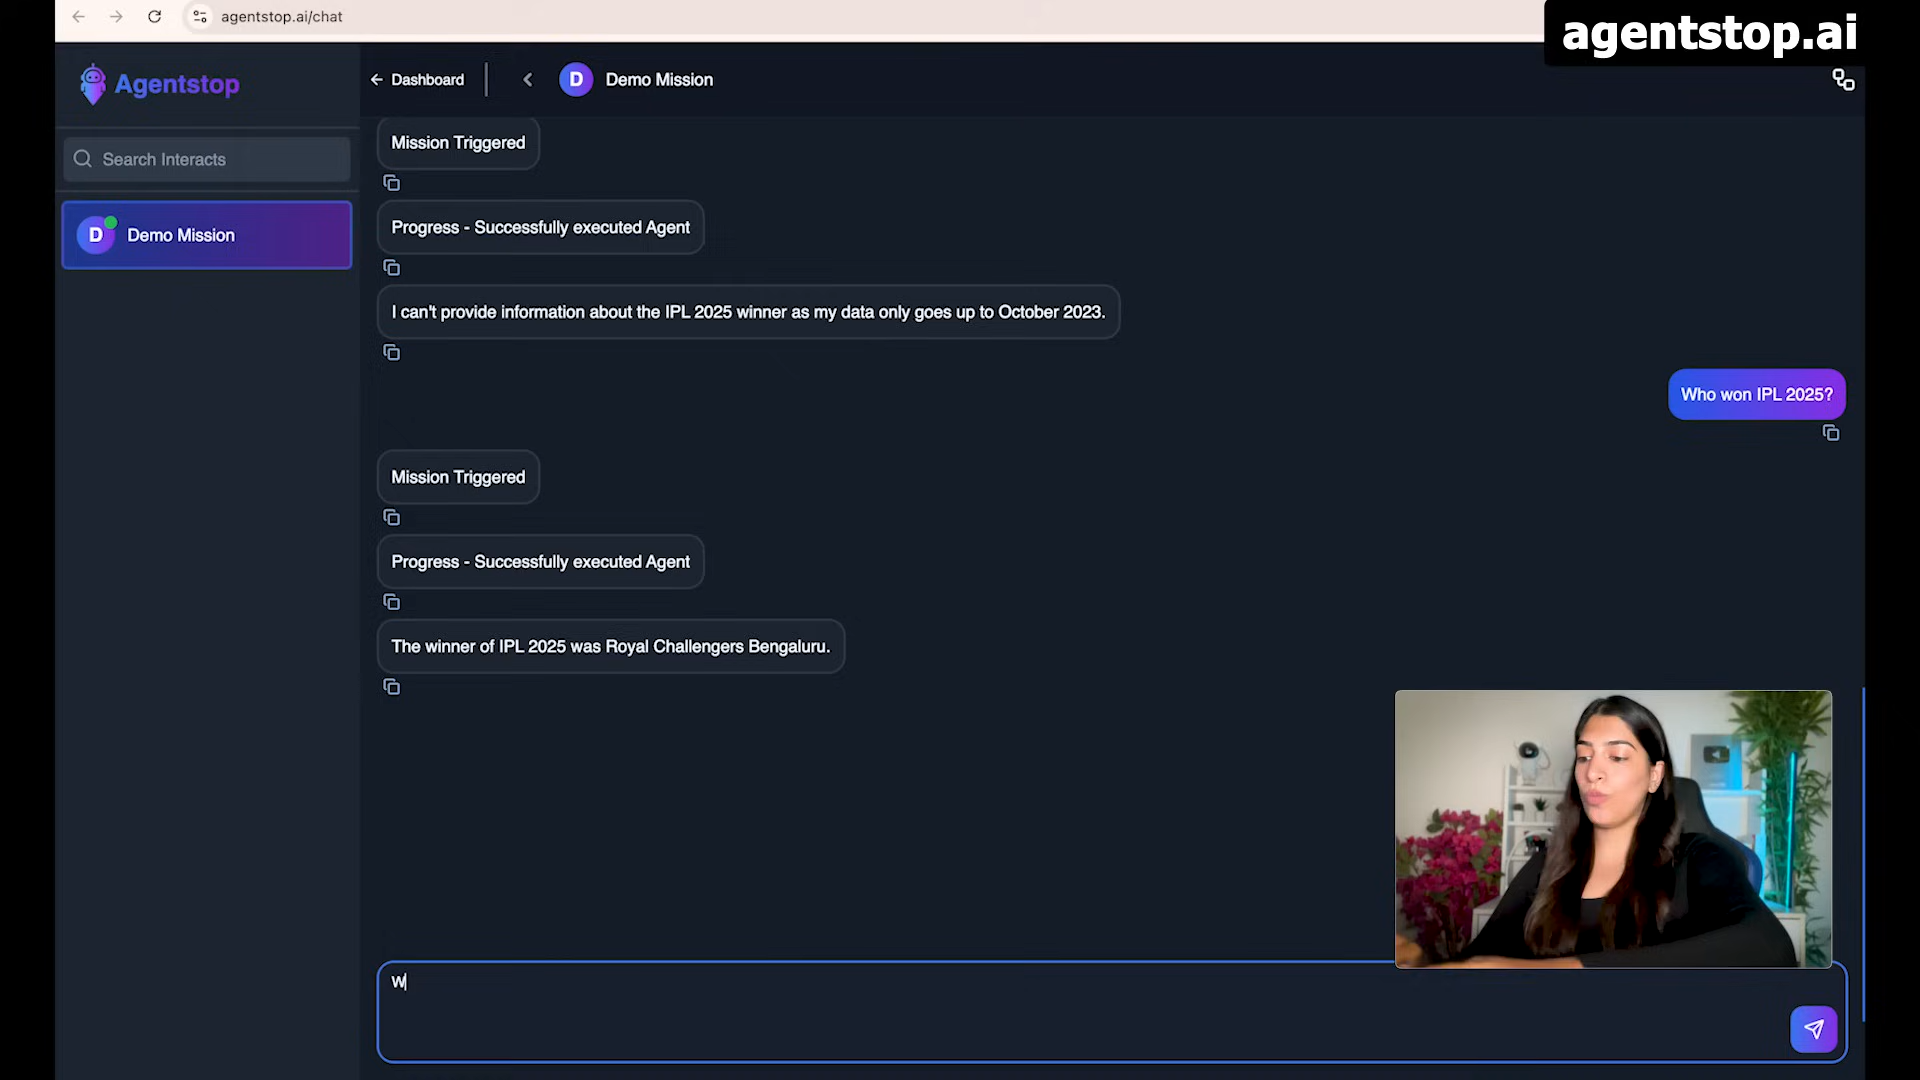 agentstop.ai/chat
agentstop.ai
Agentstop
Dashboard
D
Demo Mission
Search Interacts
D
Demo Mission
Mission Triggered
Progress - Successfully executed Agent
I can't provide information about the IPL 2025 winner as my data only goes up to October 2023.
Who won IPL 2025?
Mission Triggered
Progress - Successfully executed Agent
The winner of IPL 2025 was Royal Challengers Bengaluru.
W